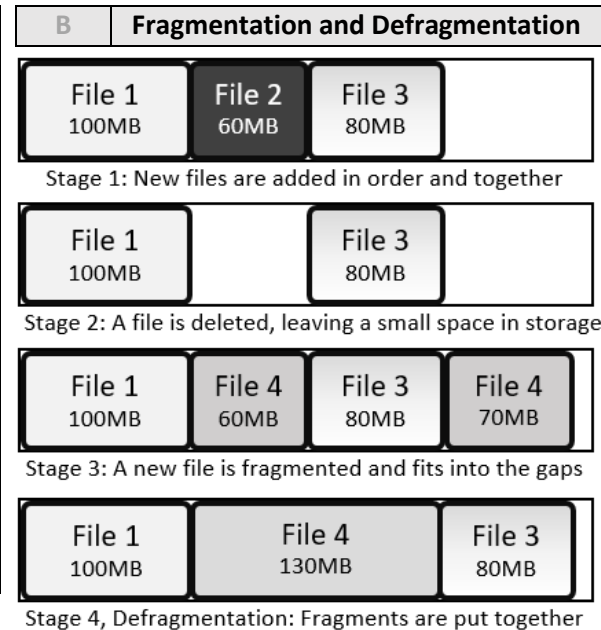 B Fragmentation and Defragmentation
File 1 File 2 File 3
100MB 60MB 80MB
Stage 1: New files are added in order and together
File 1 File 3
100MB 80MB
Stage 2: A file is deleted, leaving a small space in storage
File 1 File 4 File 3 File 4
100MB 60MB 80MB 70MB
Stage 3: A new file is fragmented and fits into the gaps
File 1 File 4 File 3
100MB 130MB 80MB
Stage 4, Defragmentation: Fragments are put together